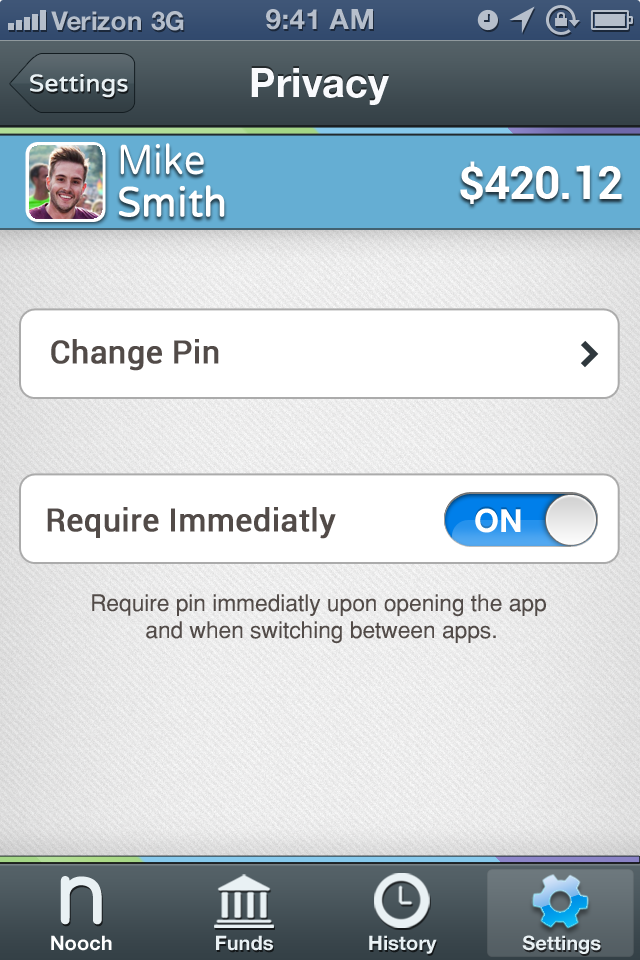 Verizon 3G 9:41 AM
Settings Privacy
Mike
Smith
$420.12
Change Pin
Require Immediatly ON
Require pin immediatly upon opening the app
and when switching between apps.
n
Nooch Funds History Settings